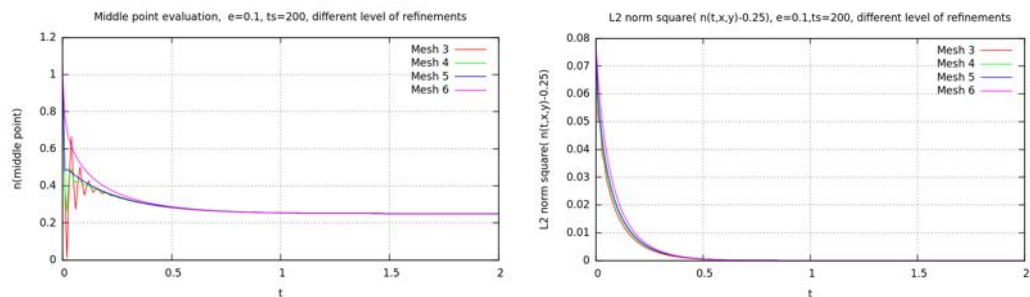 Middle point evaluation, e=0.1, ts=200, different level of refinements
1.2
1
0.8
0.6
0.4
0.2
0
n(middle point)
Mesh 3
Mesh 4
Mesh 5
Mesh 6
0 0.5 1 1.5 2
t
L2 norm square( n(t,x,y)-0.25), e=0.1,ts=200, different level of refinements
0.08
0.07
0.06
0.05
0.04
0.03
0.02
0.01
0
L2 norm square( n(t,x,y)-0.25)
Mesh 3
Mesh 4
Mesh 5
Mesh 6
0 0.5 1 1.5 2
t